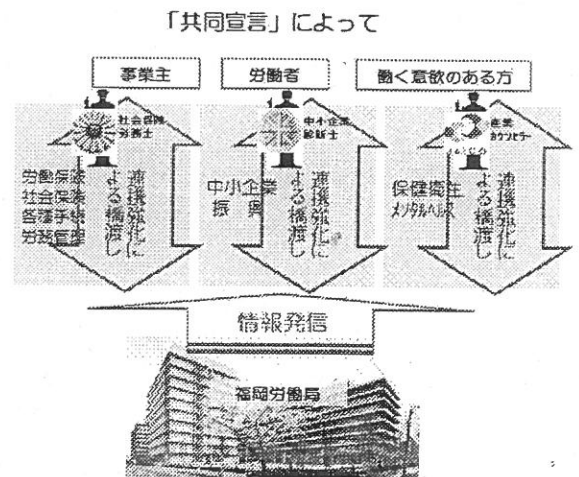 「共同宣言」によって
事業主
労働者
働く意欲のある方
社会保険
労務士
中小企業
診断士
産業
カウンセラー
労働保険
社会保険
各種手続
労務管理
連携強化に
よる橋渡し
中小企業
振興
連携強化に
よる橋渡し
保健衛生
メンタルヘルス
連携強化に
よる橋渡し
情報発信
福岡労働局